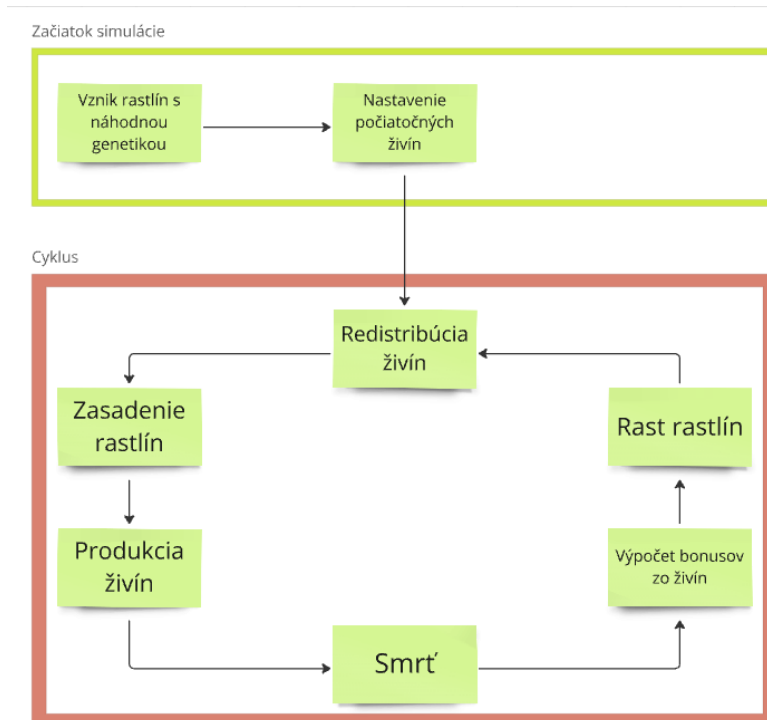 Začiatok simulácie
Vznik rastlín s
náhodnou
genetikou
Nastavenie
počiatočných
živín
Cyklus
Redistribúcia
živín
Zasadenie
rastlín
Rast rastlín
Produkcia
živín
Výpočet bonusov
zo živín
Smrť